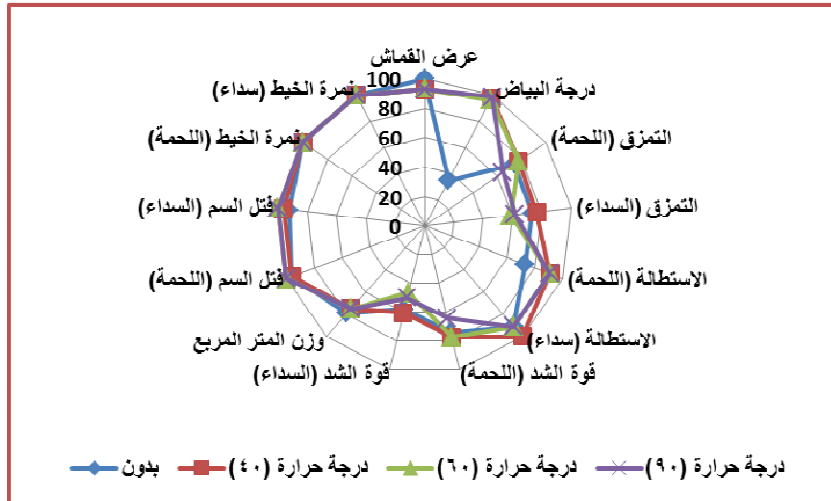 عرض القماش
درجة البياض
التمزق (اللحمة)
التمزق (السداء)
الاستطالة (اللحمة)
الاستطالة (سداء)
قوة الشد (اللحمة)
قوة الشد (السداء)
وزن المتر المربع
فتل السم (اللحمة)
فتل السم (السداء)
نمرة الخيط (اللحمة)
نمرة الخيط (سداء)
100
80
60
40
20
0
بدون
درجة حرارة (٤٠)
درجة حرارة (٦٠)
درجة حرارة (٩٠)